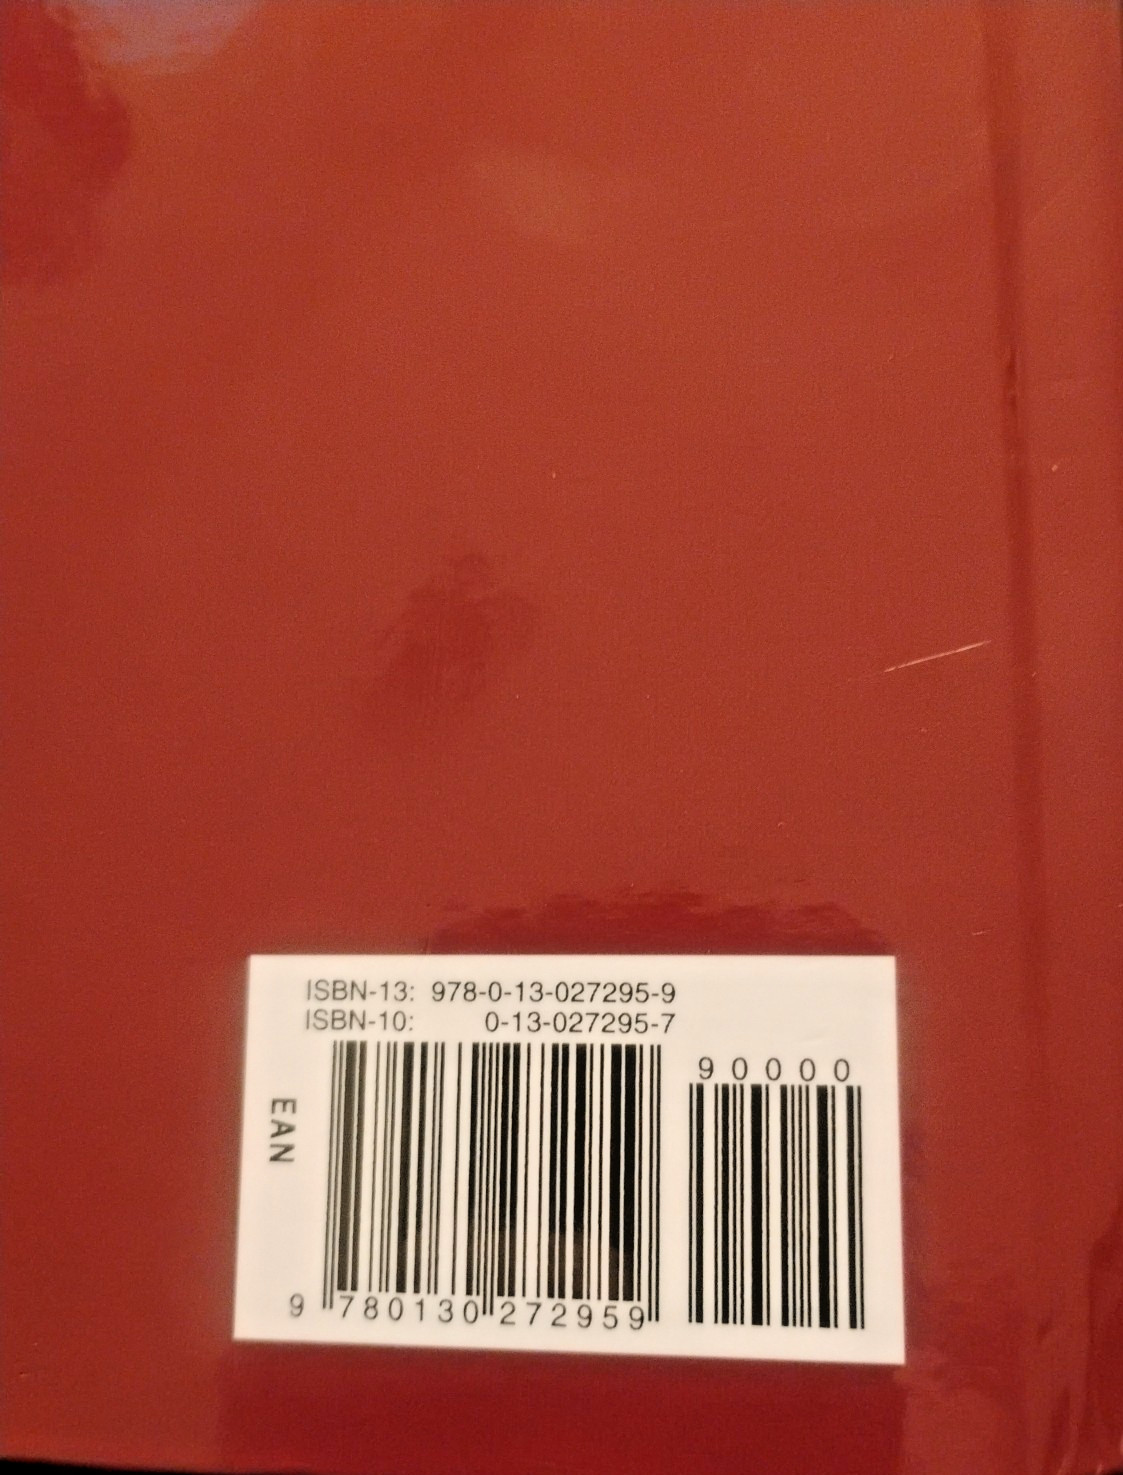 ISBN-13: 978-0-13-027295-9
ISBN-10: 0-13-027295-7
90000
EAN
9 780130 272959